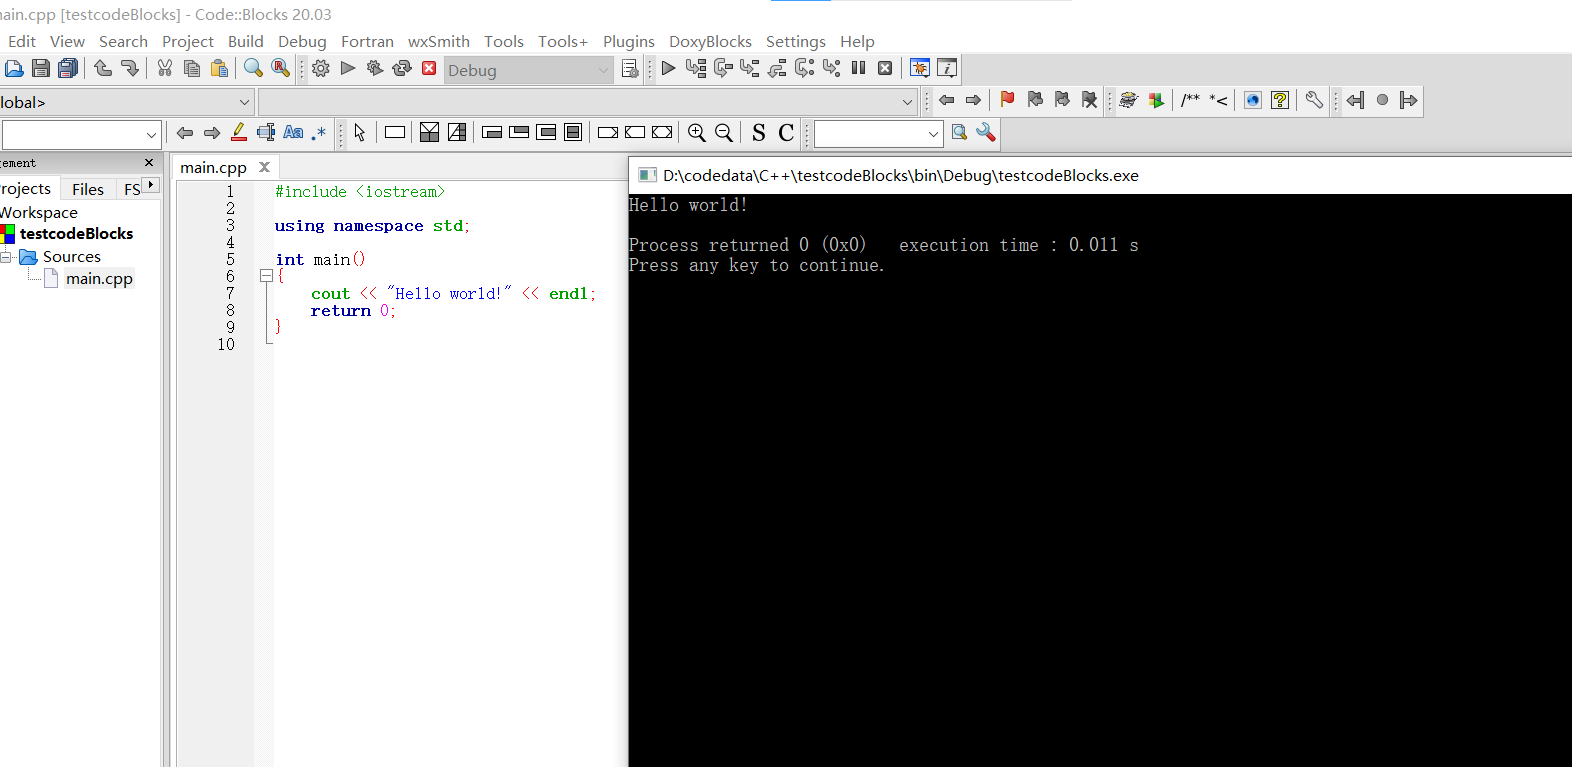 main.cpp [testcodeBlocks] - Code::Blocks 20.03
Edit View Search Project Build Debug Fortran wxSmith Tools Tools+ Plugins DoxyBlocks Settings Help
Debug
lobal>
/** *<
Aa .* S C
ement
rojects Files FS
Workspace
testcodeBlocks
Sources
main.cpp
main.cpp
1 #include <iostream>
2
3 using namespace std;
4
5 int main()
6 {
7 cout << "Hello world!" << endl;
8 return 0;
9 }
10
D:\codedata\C++\testcodeBlocks\bin\Debug\testcodeBlocks.exe
Hello world!
Process returned 0 (0x0) execution time : 0.011 s
Press any key to continue.